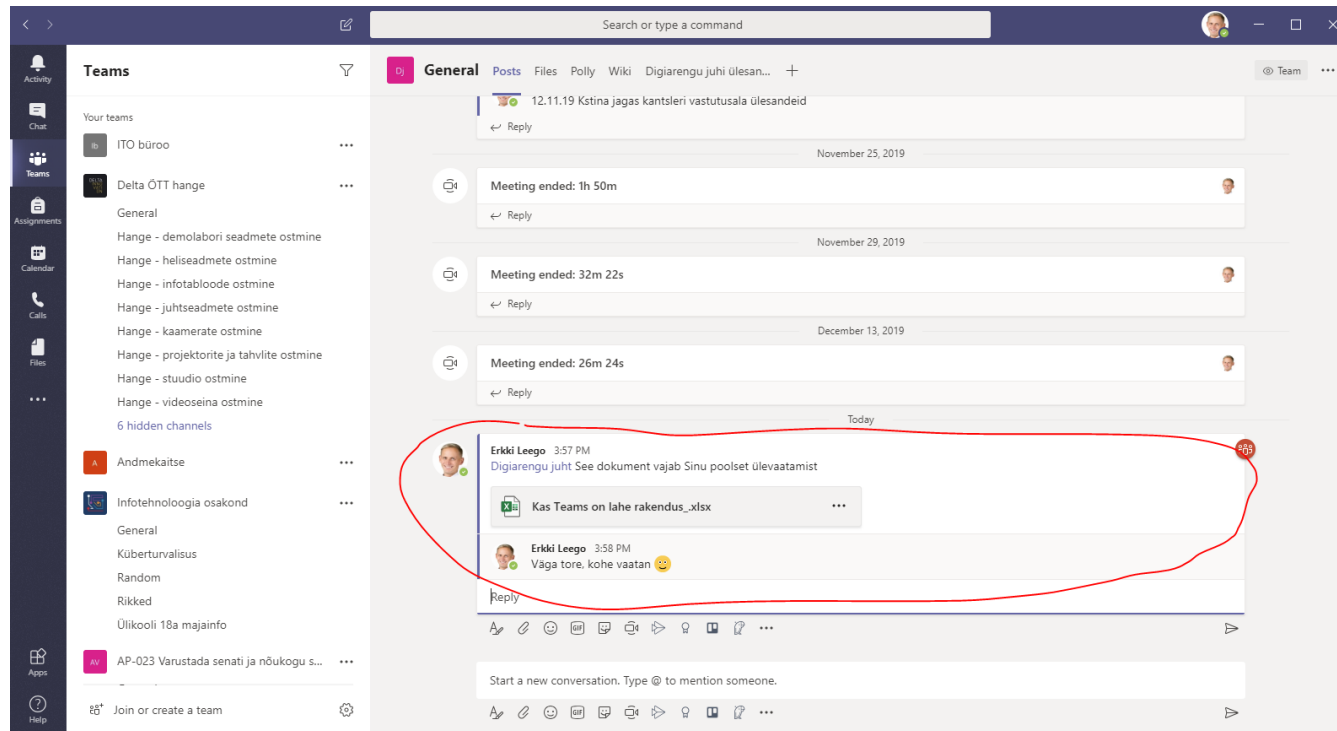 Search or type a command
Activity
Chat
Teams
Assignments
Calendar
Calls
Files
Apps
Help
Teams
Your teams
Ib
ITO büroo
Delta ÕTT hange
General
Hange - demolabori seadmete ostmine
Hange - heliseadmete ostmine
Hange - infotabloode ostmine
Hange - juhtseadmete ostmine
Hange - kaamerate ostmine
Hange - projektorite ja tahvlite ostmine
Hange - stuudio ostmine
Hange - videoseina ostmine
6 hidden channels
A
Andmekaitse
Infotehnoloogia osakond
General
Küberturvalisus
Random
Rikked
Ülikooli 18a majainfo
AV
AP-023 Varustada senati ja nõukogu s...
Join or create a team
Dj
General Posts Files Polly Wiki Digiarengu juhi ülesan...
Team
12.11.19 Kstina jagas kantsleri vastutusala ülesandeid
Reply
November 25, 2019
Meeting ended: 1h 50m
Reply
November 29, 2019
Meeting ended: 32m 22s
Reply
December 13, 2019
Meeting ended: 26m 24s
Reply
Today
Erkki Leego 3:57 PM
Digiarengu juht See dokument vajab Sinu poolset ülevaatamist
Kas Teams on lahe rakendus_.xlsx
Erkki Leego 3:58 PM
Väga tore, kohe vaatan
Reply
GIF
Start a new conversation. Type @ to mention someone.
GIF